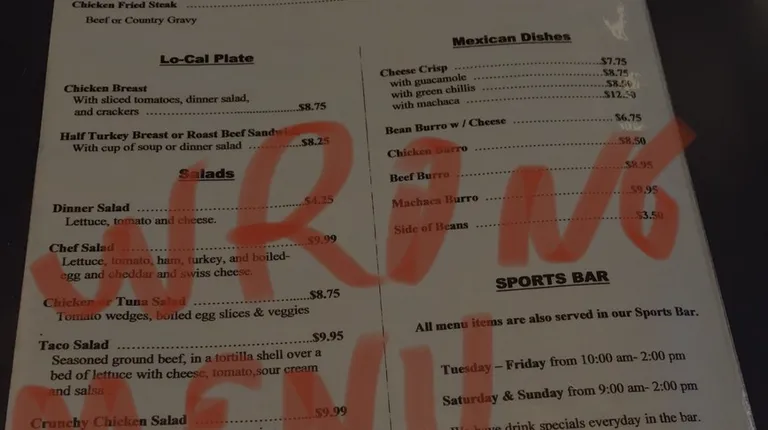 Chicken Fried Steak
Beef or Country Gravy
Lo-Cal Plate
Chicken Breast
With sliced tomatoes, dinner salad,
and crackers ........ $8.75
Half Turkey Breast or Roast Beef Sandwich
With cup of soup or dinner salad ........ $8.25
Salads
Dinner Salad ........ $4.25
Lettuce, tomato and cheese.
Chef Salad ........ $9.99
Lettuce, tomato, ham, turkey, and boiled-
egg and cheddar and swiss cheese.
Chicken or Tuna Salad ........ $8.75
Tomato wedges, boiled egg slices & veggies
Taco Salad ........ $9.95
Seasoned ground beef, in a tortilla shell over a
bed of lettuce with cheese, tomato,sour cream
and salsa
Crunchy Chicken Salad ........ $9.99
Mexican Dishes
Cheese Crisp ........ $7.75
with guacamole ........ $8.75
with green chillis ........ $8.50
with machaca ........ $12.50
Bean Burro w / Cheese ........ $6.75
Chicken Burro ........ $8.50
Beef Burro ........ $8.95
Machaca Burro ........ $9.95
Side of Beans ........ $3.50
SPORTS BAR
All menu items are also served in our Sports Bar.
Tuesday – Friday from 10:00 am- 2:00 pm
Saturday & Sunday from 9:00 am- 2:00 pm
We have drink specials everyday in the bar.
WRONG
MENU